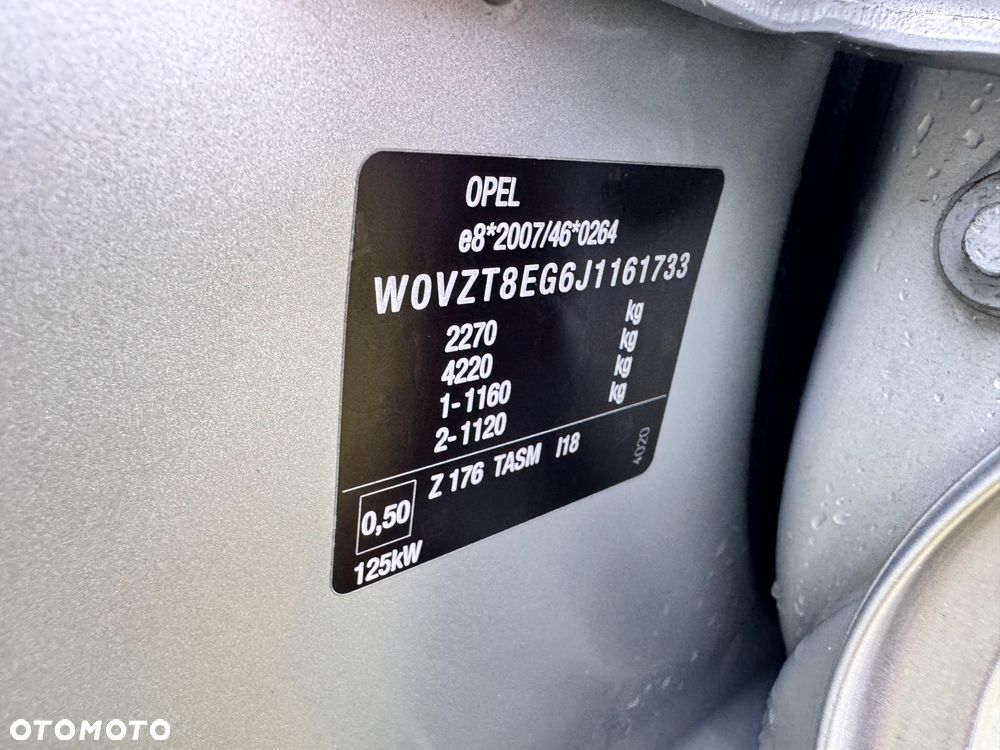 OPEL
e8*2007/46*0264
W0VZT8EG6J1161733
2270 kg
4220 kg
1-1160 kg
2-1120 kg
Z 176 TASM I18
4020
0,50
125kW
OTOMOTO